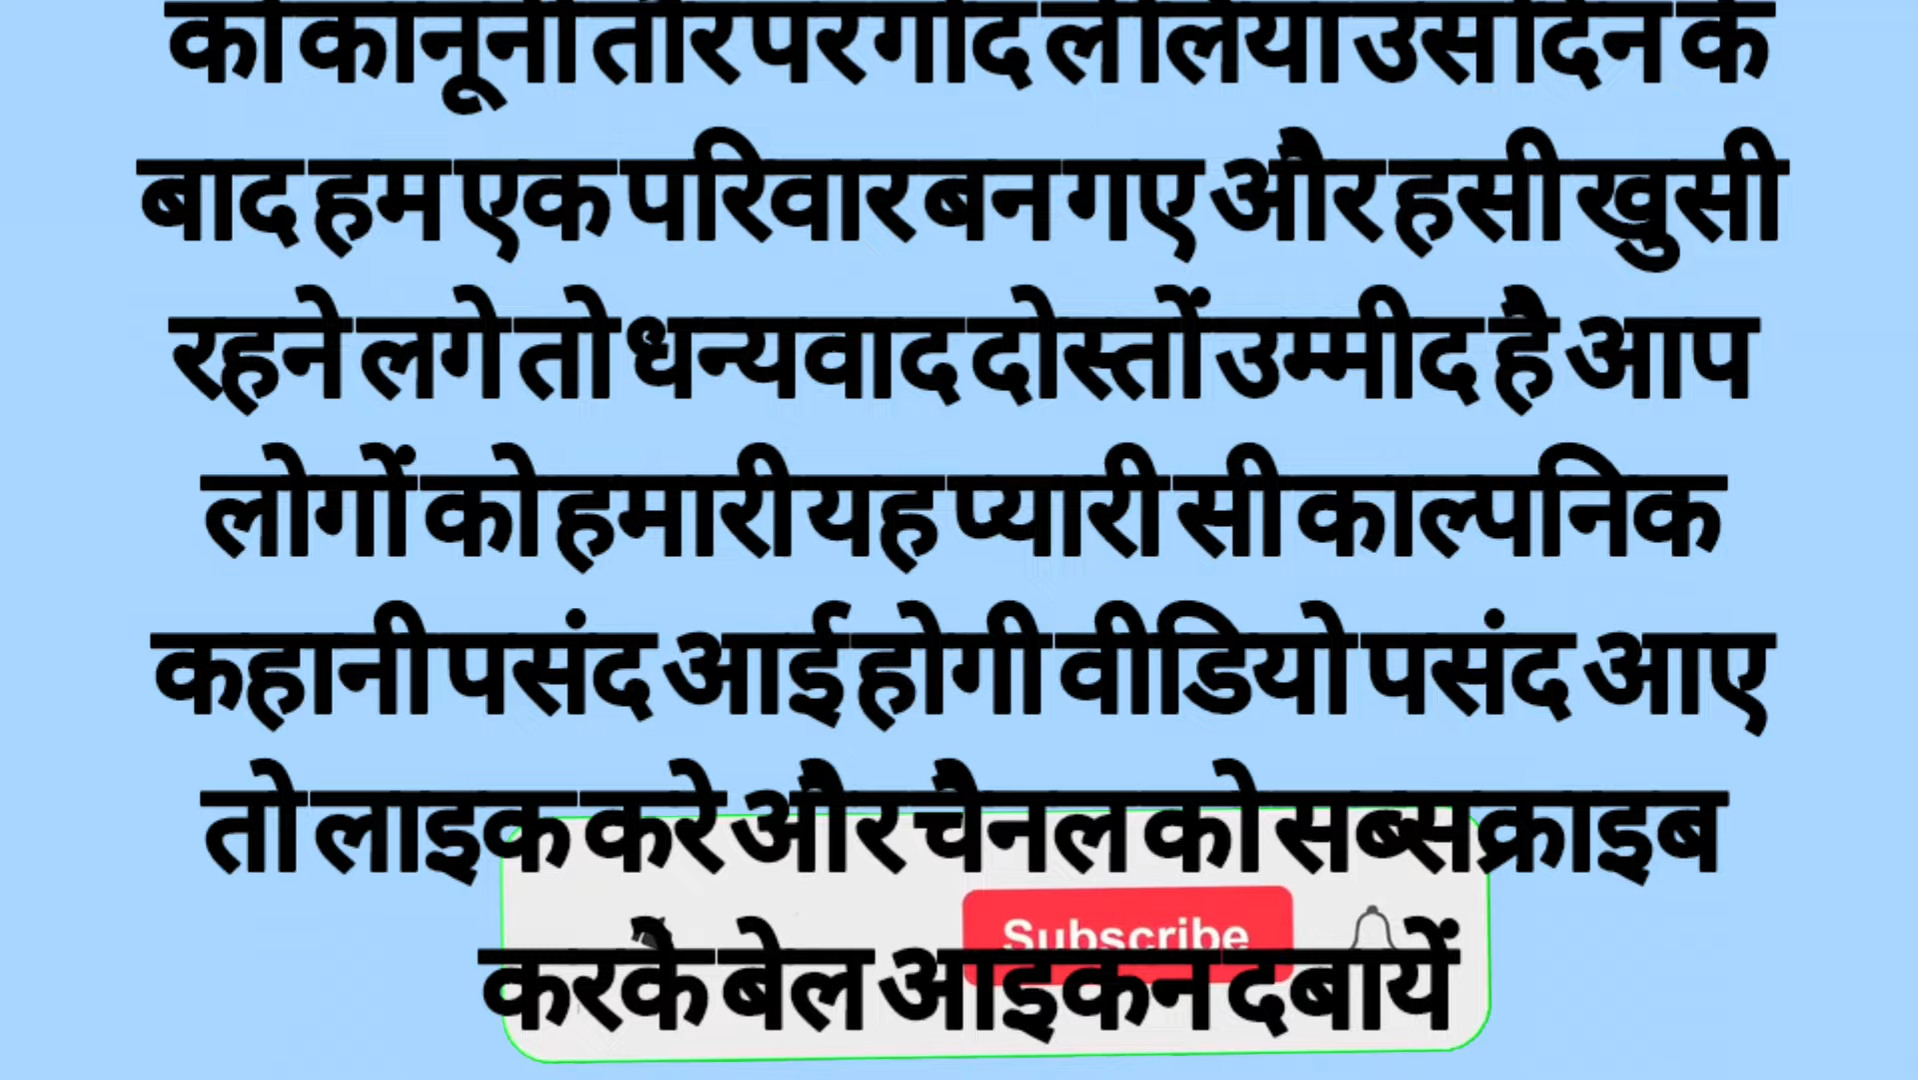 को कानूनी तौर पर गोद ले लिया उस दिन के
बाद हम एक परिवार बन गए और हसी खुसी
रहने लगे तो धन्यवाद दोस्तों उम्मीद है आप
लोगों को हमारी यह प्यारी सी काल्पनिक
कहानी पसंद आई होगी वीडियो पसंद आए
तो लाइक करे और चैनल को सब्सक्राइब
Subscribe
करके बेल आइकन दबायें